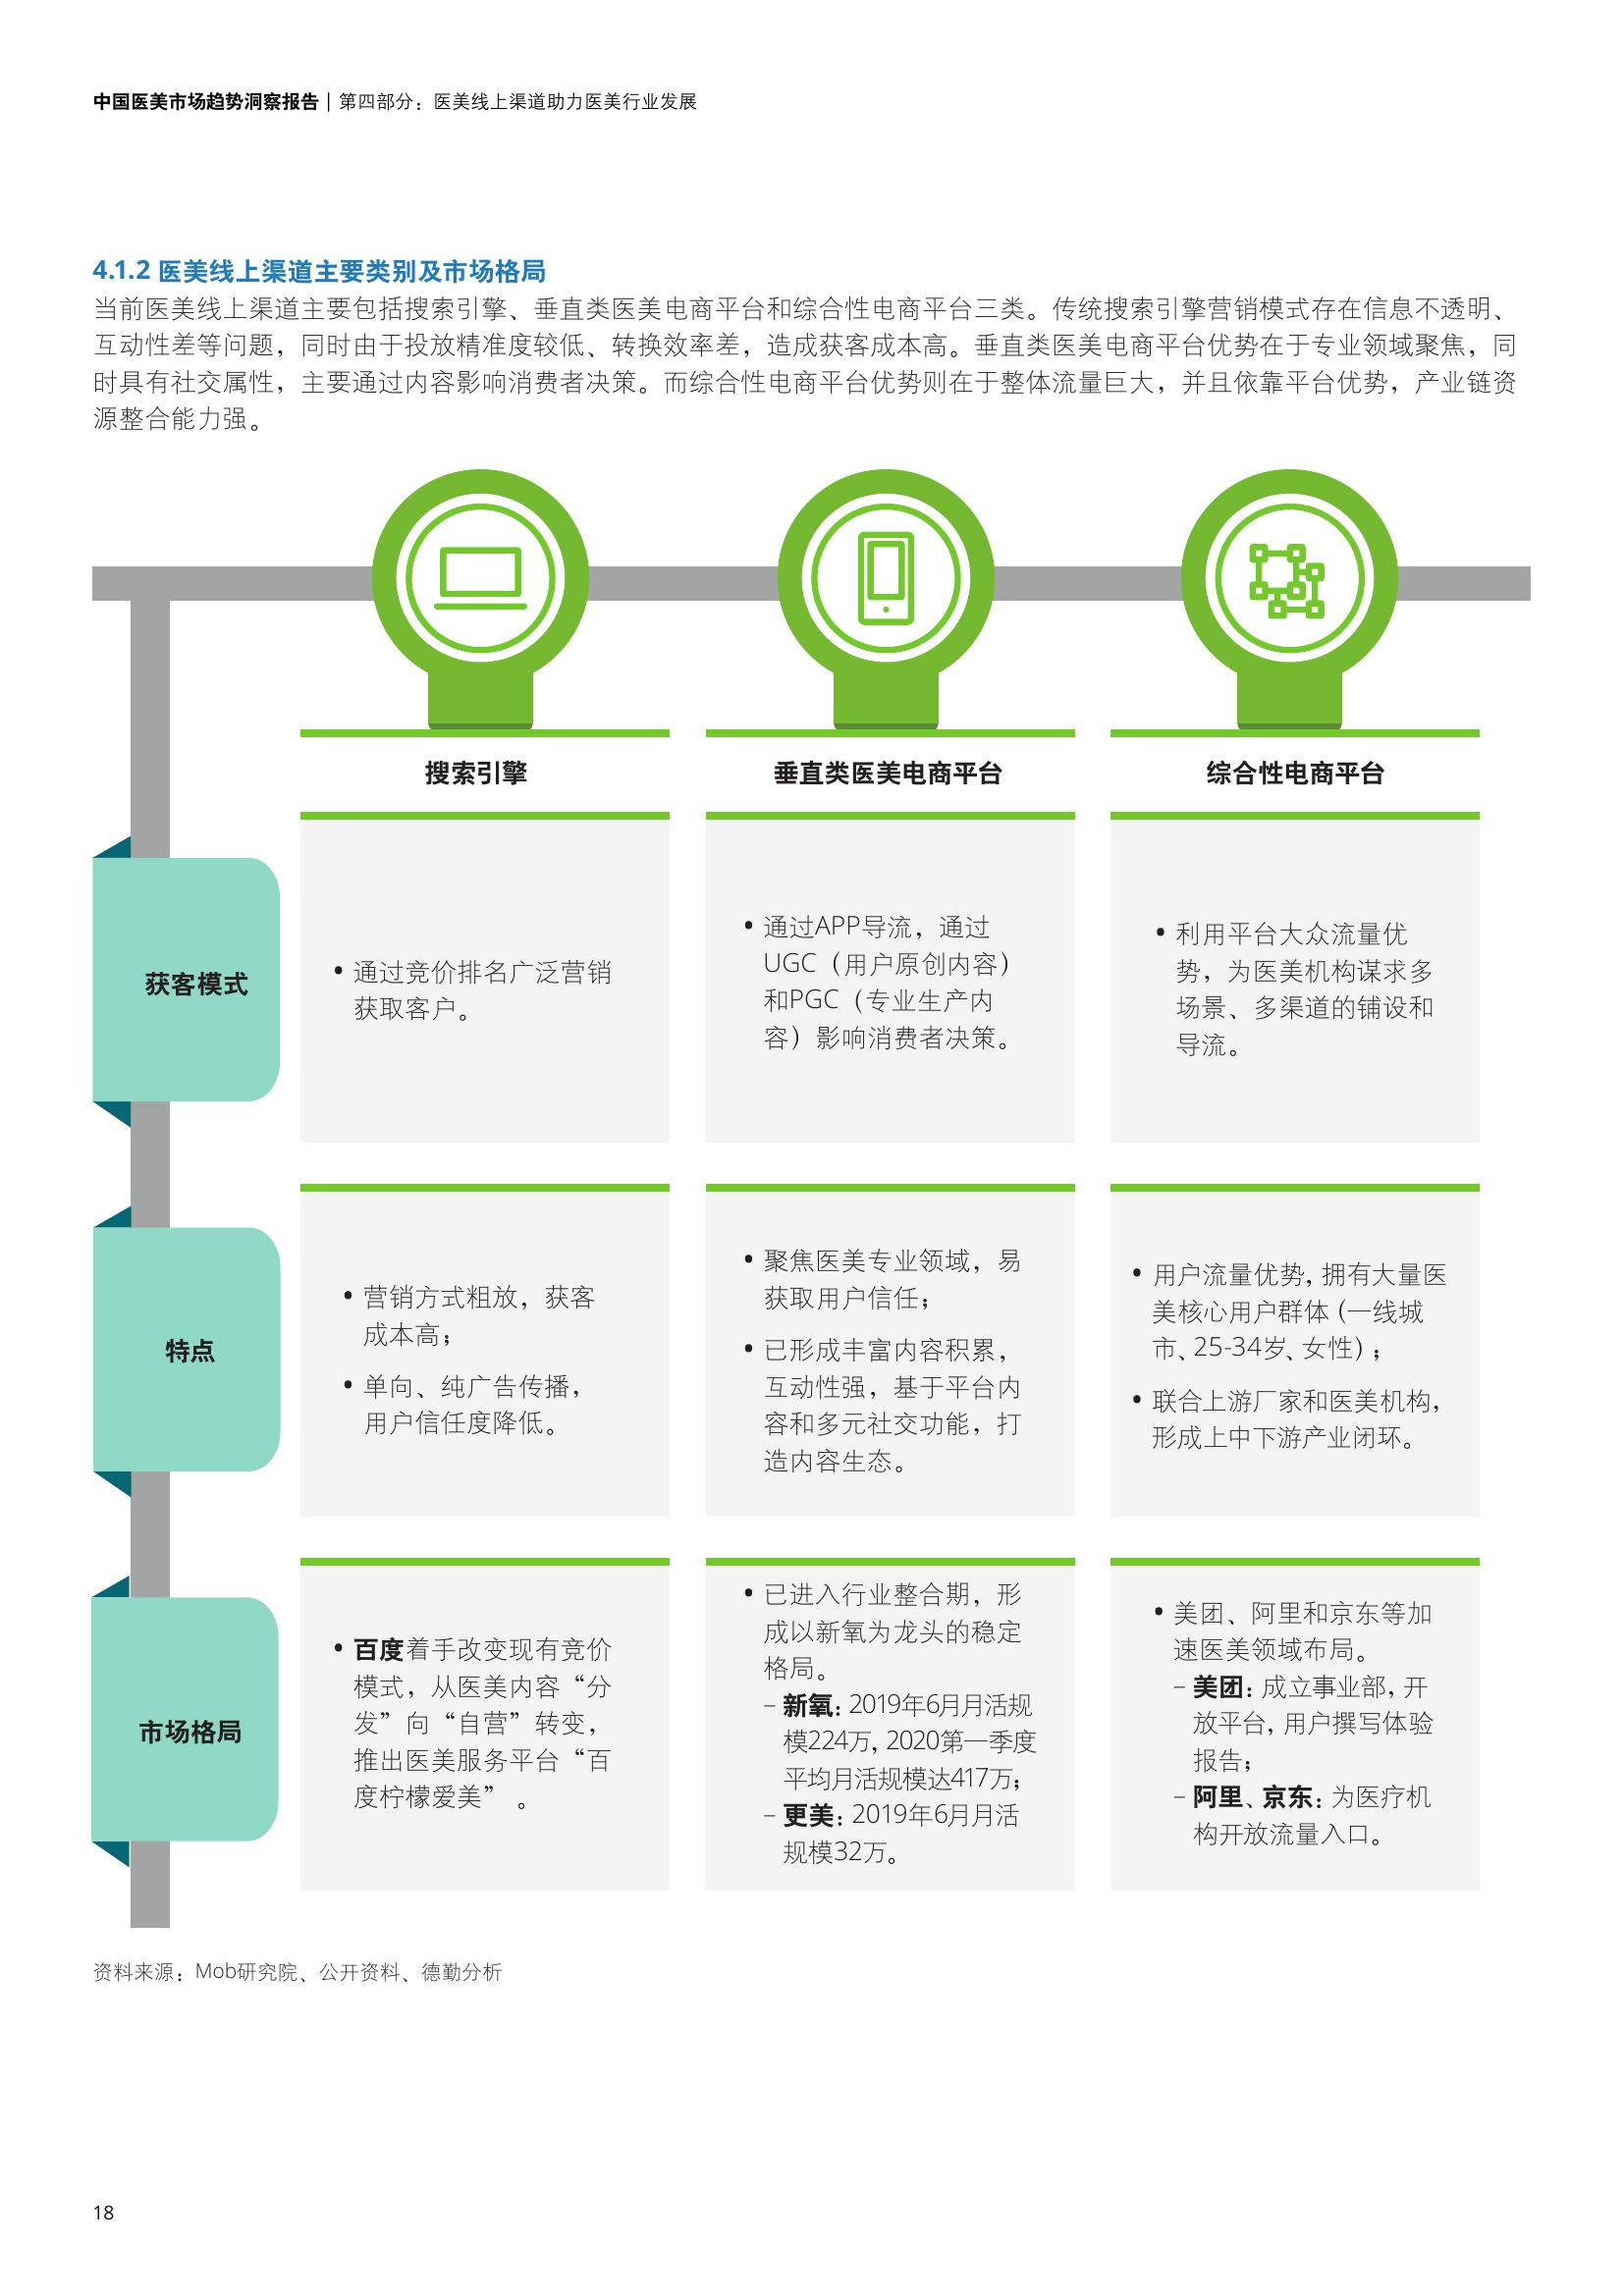 中国医美市场趋势洞察报告 | 第四部分：医美线上渠道助力医美行业发展
4.1.2 医美线上渠道主要类别及市场格局
当前医美线上渠道主要包括搜索引擎、垂直类医美电商平台和综合性电商平台三类。传统搜索引擎营销模式存在信息不透明、
互动性差等问题，同时由于投放精准度较低、转换效率差，造成获客成本高。垂直类医美电商平台优势在于专业领域聚焦，同
时具有社交属性，主要通过内容影响消费者决策。而综合性电商平台优势则在于整体流量巨大，并且依靠平台优势，产业链资
源整合能力强。
搜索引擎
垂直类医美电商平台
综合性电商平台
获客模式
• 通过竞价排名广泛营销
获取客户。
• 通过APP导流，通过
UGC（用户原创内容）
和PGC（专业生产内
容）影响消费者决策。
• 利用平台大众流量优
势，为医美机构谋求多
场景、多渠道的铺设和
导流。
特点
• 营销方式粗放，获客
成本高；
• 单向、纯广告传播，
用户信任度降低。
• 聚焦医美专业领域，易
获取用户信任；
• 已形成丰富内容积累，
互动性强，基于平台内
容和多元社交功能，打
造内容生态。
• 用户流量优势，拥有大量医
美核心用户群体（一线城
市、25-34岁、女性）；
• 联合上游厂家和医美机构，
形成上中下游产业闭环。
市场格局
• 百度着手改变现有竞价
模式，从医美内容“分
发”向“自营”转变，
推出医美服务平台“百
度柠檬爱美” 。
• 已进入行业整合期，形
成以新氧为龙头的稳定
格局。
– 新氧：2019年6月月活规
模224万，2020第一季度
平均月活规模达417万；
– 更美：2019年6月月活
规模32万。
• 美团、阿里和京东等加
速医美领域布局。
– 美团：成立事业部，开
放平台，用户撰写体验
报告；
– 阿里、京东：为医疗机
构开放流量入口。
资料来源：Mob研究院、公开资料、德勤分析
18